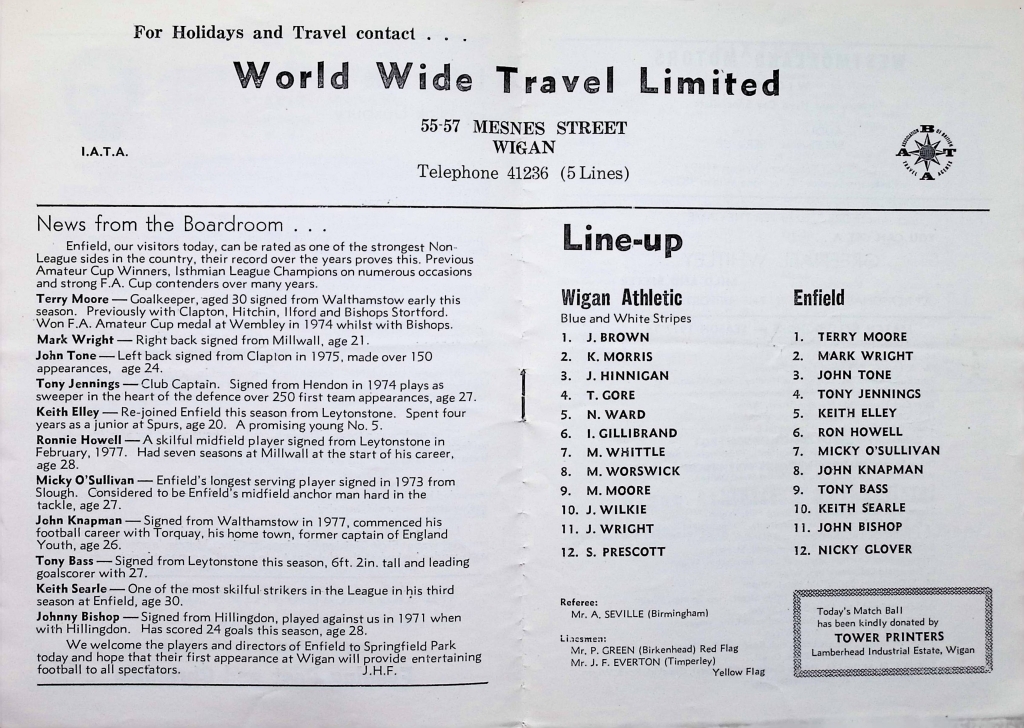 For Holidays and Travel contact . . .
World Wide Travel Limited
55-57 MESNES STREET
WIGAN
I.A.T.A.
Telephone 41236 (5 Lines)
ABTA
News from the Boardroom . . .
Enfield, our visitors today, can be rated as one of the strongest Non-
League sides in the country, their record over the years proves this. Previous
Amateur Cup Winners, Isthmian League Champions on numerous occasions
and strong F.A. Cup contenders over many years.
Terry Moore — Goalkeeper, aged 30 signed from Walthamstow early this
season. Previously with Clapton, Hitchin, Ilford and Bishops Stortford.
Won F.A. Amateur Cup medal at Wembley in 1974 whilst with Bishops.
Mark Wright — Right back signed from Millwall, age 21.
John Tone — Left back signed from Clapton in 1975, made over 150
appearances, age 24.
Tony Jennings — Club Captain. Signed from Hendon in 1974 plays as
sweeper in the heart of the defence over 250 first team appearances, age 27.
Keith Elley — Re-joined Enfield this season from Leytonstone. Spent four
years as a junior at Spurs, age 20. A promising young No. 5.
Ronnie Howell — A skilful midfield player signed from Leytonstone in
February, 1977. Had seven seasons at Millwall at the start of his career,
age 28.
Micky O'Sullivan — Enfield's longest serving player signed in 1973 from
Slough. Considered to be Enfield's midfield anchor man hard in the
tackle, age 27.
John Knapman — Signed from Walthamstow in 1977, commenced his
football career with Torquay, his home town, former captain of England
Youth, age 26.
Tony Bass — Signed from Leytonstone this season, 6ft. 2in. tall and leading
goalscorer with 27.
Keith Searle — One of the most skilful strikers in the League in his third
season at Enfield, age 30.
Johnny Bishop — Signed from Hillingdon, played against us in 1971 when
with Hillingdon. Has scored 24 goals this season, age 28.
We welcome the players and directors of Enfield to Springfield Park
today and hope that their first appearance at Wigan will provide entertaining
football to all spectators. J.H.F.
Line-up
Wigan Athletic
Blue and White Stripes
1. J. BROWN
2. K. MORRIS
3. J. HINNIGAN
4. T. GORE
5. N. WARD
6. I. GILLIBRAND
7. M. WHITTLE
8. M. WORSWICK
9. M. MOORE
10. J. WILKIE
11. J. WRIGHT
12. S. PRESCOTT
Enfield
1. TERRY MOORE
2. MARK WRIGHT
3. JOHN TONE
4. TONY JENNINGS
5. KEITH ELLEY
6. RON HOWELL
7. MICKY O'SULLIVAN
8. JOHN KNAPMAN
9. TONY BASS
10. KEITH SEARLE
11. JOHN BISHOP
12. NICKY GLOVER
Referee:
Mr. A. SEVILLE (Birmingham)
Linesmen:
Mr. P. GREEN (Birkenhead) Red Flag
Mr. J. F. EVERTON (Timperley)
Yellow Flag
Today's Match Ball
has been kindly donated by
TOWER PRINTERS
Lamberhead Industrial Estate, Wigan